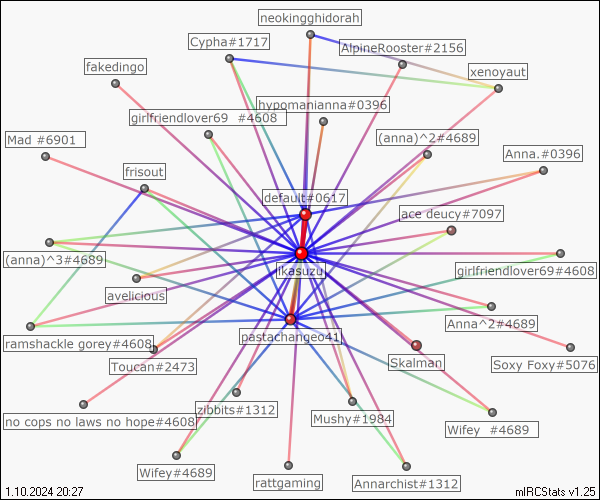 neokingghidorah
Cypha#1717
AlpineRooster#2156
fakedingo
xenoyaut
hypomanianna#0396
girlfriendlover69 #4608
Mad #6901
(anna)^2#4689
Anna.#0396
frisout
default#0617
ace deucy#7097
(anna)^3#4689
ikasuzu
girlfriendlover69#4608
avelicious
Anna^2#4689
ramshackle gorey#4608
pastachangeo41
Toucan#2473
Skalman
Soxy Foxy#5076
no cops no laws no hope#4608
zibbits#1312
Mushy#1984
Wifey #4689
Wifey#4689
rattgaming
Annarchist#1312
1.10.2024 20:27
mIRCStats v1.25